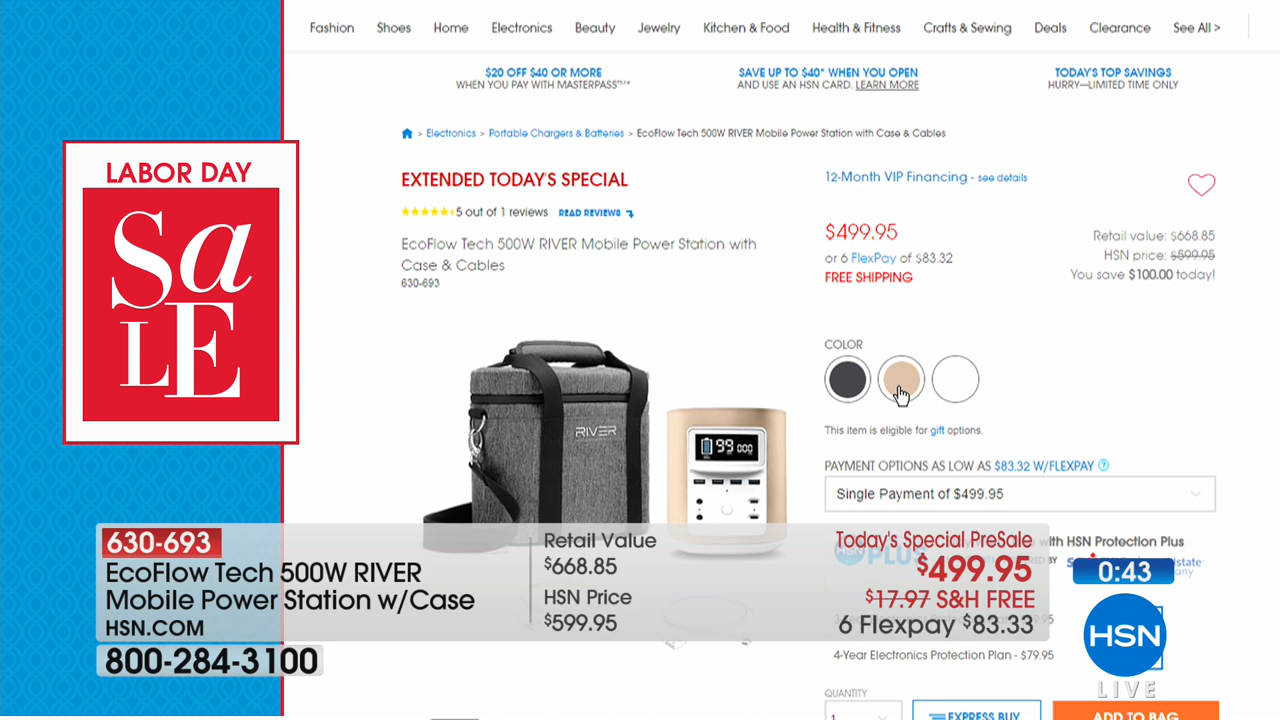 Fashion Shoes Home Electronics Beauty Jewelry Kitchen & Food Health & Fitness Crafts & Sewing Deals Clearance See All >
$20 OFF $40 OR MORE
WHEN YOU PAY WITH MASTERPASS
SAVE UP TO $40* WHEN YOU OPEN
AND USE AN HSN CARD. LEARN MORE
TODAY'S TOP SAVINGS
HURRY—LIMITED TIME ONLY
> Electronics > Portable Chargers & Batteries > EcoFlow Tech 500W RIVER Mobile Power Station with Case & Cables
LABOR DAY
SaLE
EXTENDED TODAY'S SPECIAL
5 out of 1 reviews READ REVIEWS
EcoFlow Tech 500W RIVER Mobile Power Station with
Case & Cables
630-693
12-Month VIP Financing - see details
$499.95
or 6 FlexPay of $83.32
FREE SHIPPING
Retail value: $668.85
HSN price: $599.95
You save $100.00 today!
COLOR
RIVER
99 000
This item is eligible for gift options.
PAYMENT OPTIONS AS LOW AS $83.32 W/FLEXPAY ?
Single Payment of $499.95
with HSN Protection Plus
630-693
EcoFlow Tech 500W RIVER
Mobile Power Station w/Case
HSN.COM
800-284-3100
Retail Value
$668.85
HSN Price
$599.95
Today's Special PreSale
$499.95
$17.97 S&H FREE
6 Flexpay $83.33
0:43
HSN
LIVE
4-Year Electronics Protection Plan - $79.95
QUANTITY
1
EXPRESS BUY
ADD TO BAG